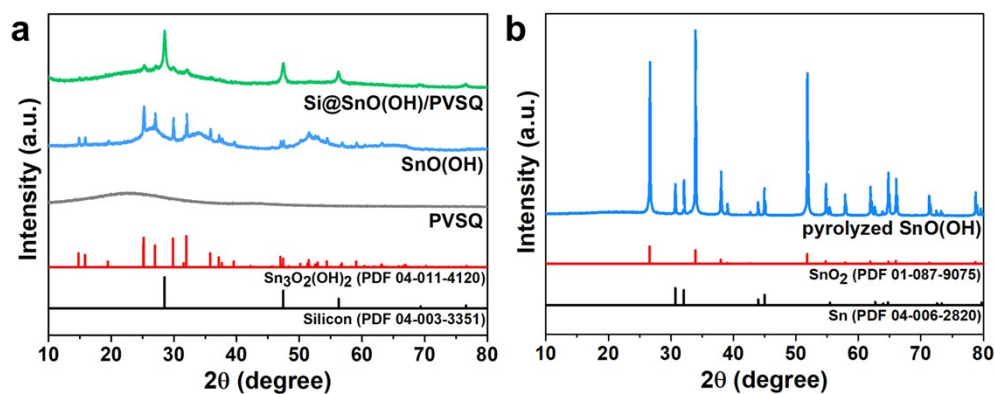 a
Intensity (a.u.)
Si@SnO(OH)/PVSQ
SnO(OH)
PVSQ
Sn₃O₂(OH)₂ (PDF 04-011-4120)
Silicon (PDF 04-003-3351)
10 20 30 40 50 60 70 80
2θ (degree)
b
Intensity (a.u.)
pyrolyzed SnO(OH)
SnO₂ (PDF 01-087-9075)
Sn (PDF 04-006-2820)
10 20 30 40 50 60 70 80
2θ (degree)